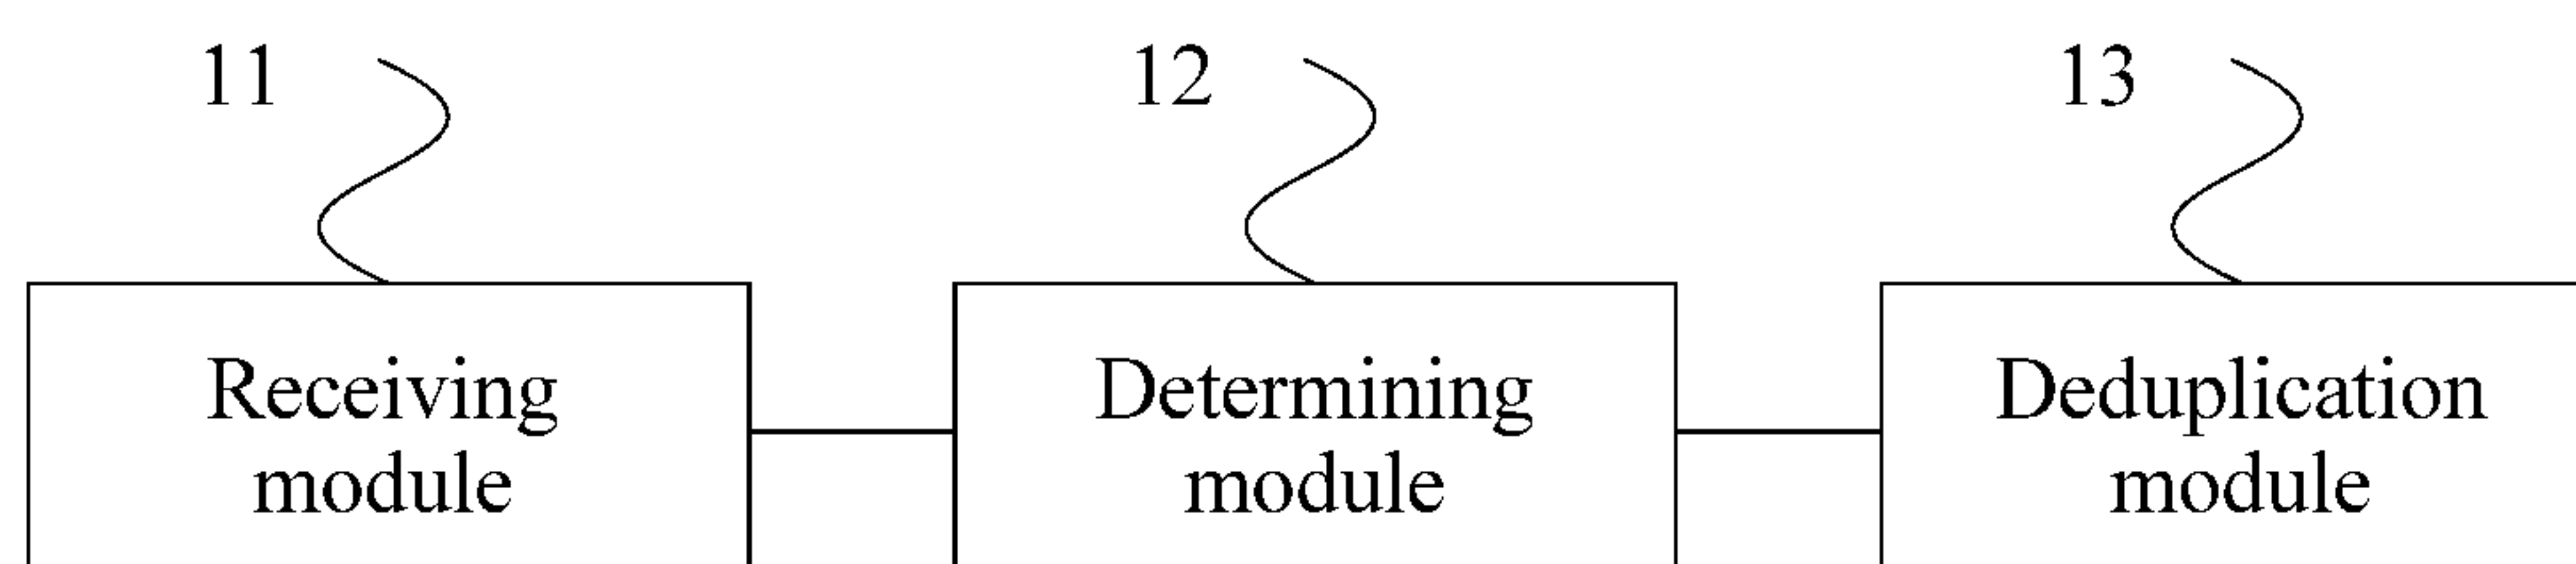 11
12
13
Receiving
module
Determining
module
Deduplication
module